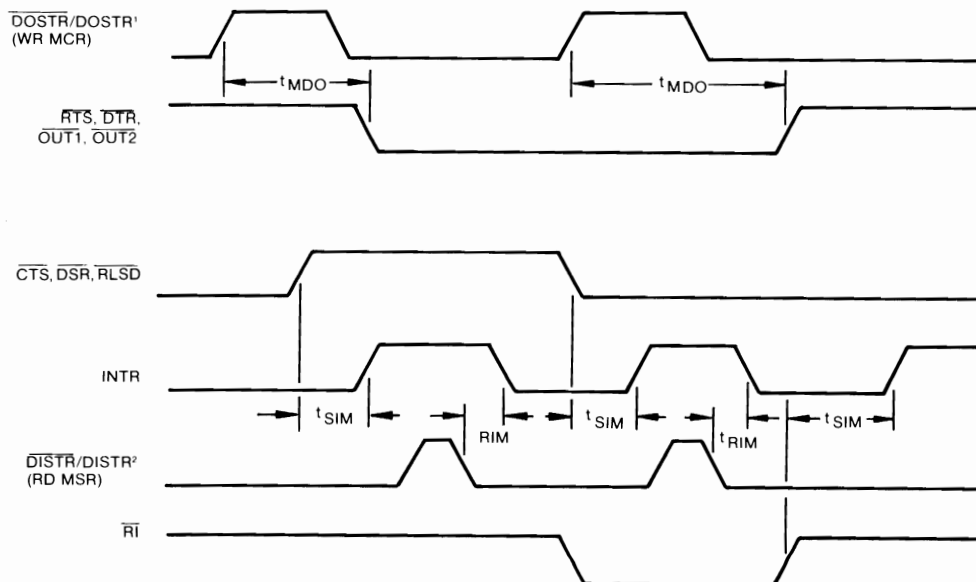 DOSTR/DOSTR¹
(WR MCR)
tMDO
tMDO
RTS, DTR,
OUT1, OUT2
CTS, DSR, RLSD
INTR
tSIM
RIM
tSIM
tRIM
tSIM
DISTR/DISTR²
(RD MSR)
RI